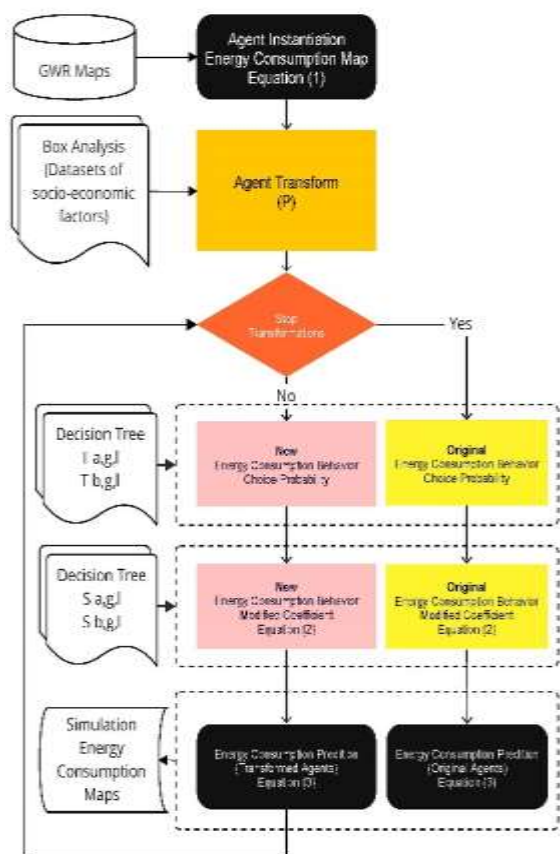 GWR Maps
Agent Instantiation
Energy Consumption Map
Equation (1)
Box Analysis
(Datasets of
socio-economic
factors)
Agent Transform
(P)
Stop
Transformations
Yes
No
Decision Tree
T a,g,l
T b,g,l
New
Energy Consumption Behavior
Choice Probability
Original
Energy Consumption Behavior
Choice Probability
Decision Tree
S a,g,l
S b,g,l
New
Energy Consumption Behavior
Modified Coefficient
Equation (2)
Original
Energy Consumption Behavior
Modified Coefficient
Equation (2)
Simulation
Energy
Consumption
Maps
Energy Consumption Predition
(Transformed Agents)
Equation (3)
Energy Consumption Predition
(Original Agents)
Equation (3)